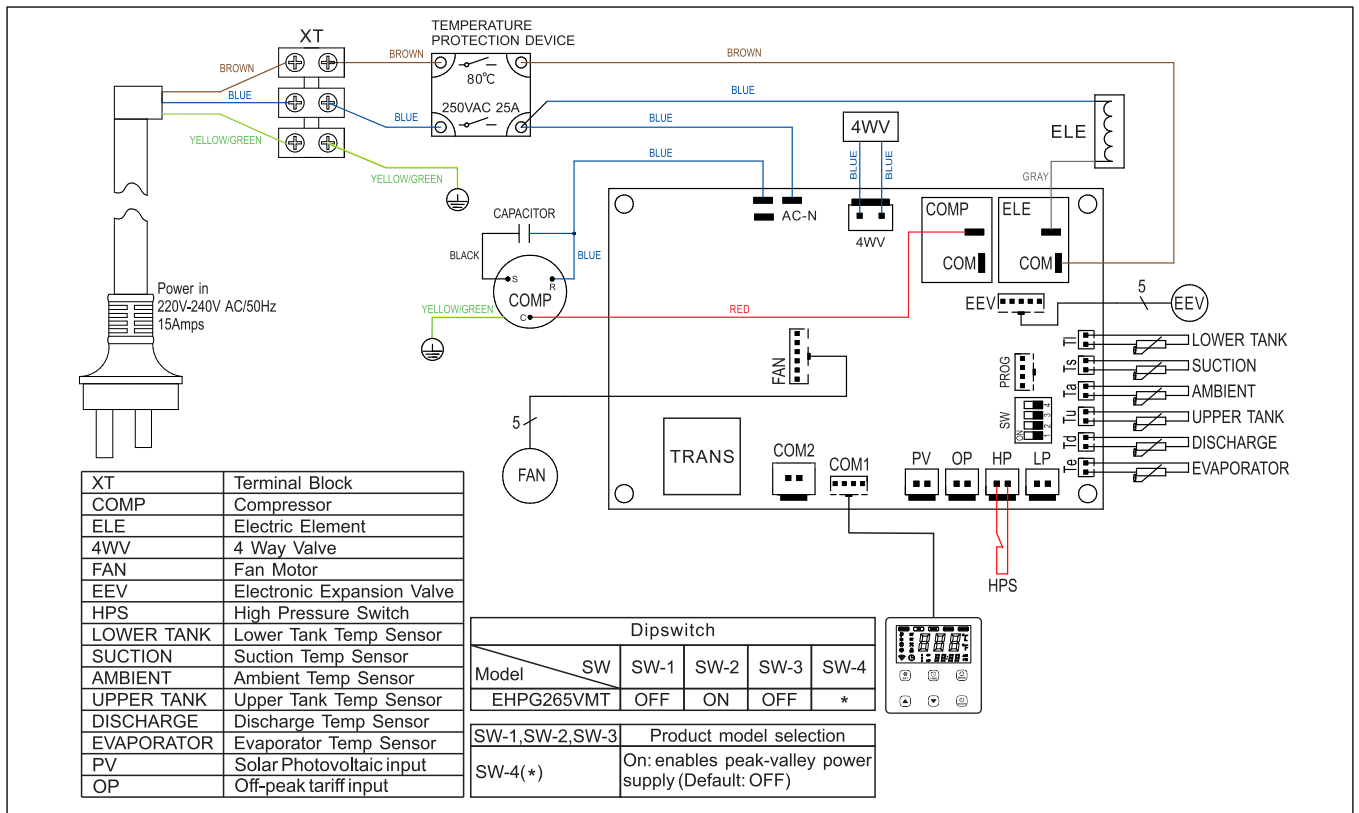 XT
TEMPERATURE
PROTECTION DEVICE
BROWN
BROWN
BROWN
80℃
250VAC 25A
BLUE
BLUE
BLUE
BLUE
BLUE
YELLOW/GREEN
YELLOW/GREEN
4WV
BLUE
BLUE
ELE
GRAY
CAPACITOR
BLACK
BLUE
S
R
COMP
C
YELLOW/GREEN
RED
AC-N
4WV
COMP
COM
ELE
COM
EEV
5
EEV
Power in
220V-240V AC/50Hz
15Amps
FAN
5
FAN
PROG
SW
ON
1 2 3 4
Tl
LOWER TANK
Ts
SUCTION
Ta
AMBIENT
Tu
UPPER TANK
Td
DISCHARGE
Te
EVAPORATOR
TRANS
COM2
COM1
PV
OP
HP
LP
HPS
XT Terminal Block
COMP Compressor
ELE Electric Element
4WV 4 Way Valve
FAN Fan Motor
EEV Electronic Expansion Valve
HPS High Pressure Switch
LOWER TANK Lower Tank Temp Sensor
SUCTION Suction Temp Sensor
AMBIENT Ambient Temp Sensor
UPPER TANK Upper Tank Temp Sensor
DISCHARGE Discharge Temp Sensor
EVAPORATOR Evaporator Temp Sensor
PV Solar Photovoltaic input
OP Off-peak tariff input
Dipswitch
Model SW SW-1 SW-2 SW-3 SW-4
EHPG265VMT OFF ON OFF *
SW-1,SW-2,SW-3 Product model selection
SW-4(*) On: enables peak-valley power
supply (Default: OFF)
888
°C
°F
88:88